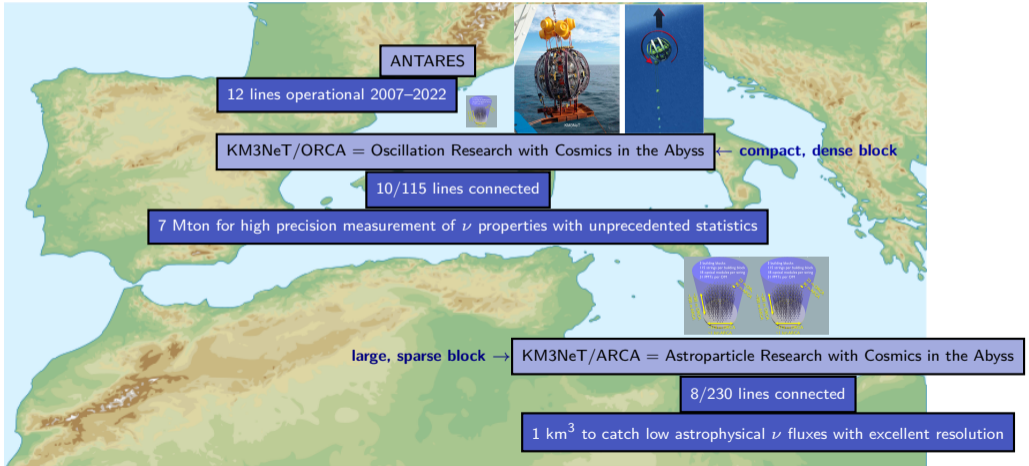 ANTARES
12 lines operational 2007–2022
KM3NeT/ORCA = Oscillation Research with Cosmics in the Abyss
← compact, dense block
10/115 lines connected
7 Mton for high precision measurement of ν properties with unprecedented statistics
large, sparse block →
KM3NeT/ARCA = Astroparticle Research with Cosmics in the Abyss
8/230 lines connected
1 km³ to catch low astrophysical ν fluxes with excellent resolution